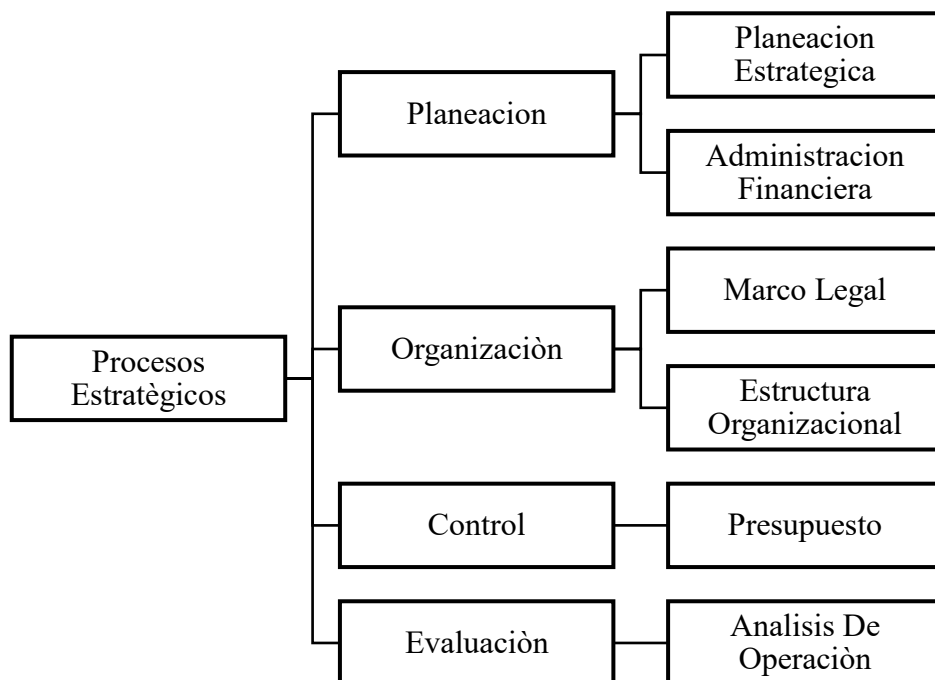 Procesos
Estratègicos
Planeacion
Planeacion
Estrategica
Administracion
Financiera
Organizaciòn
Marco Legal
Estructura
Organizacional
Control
Presupuesto
Evaluaciòn
Analisis De
Operaciòn